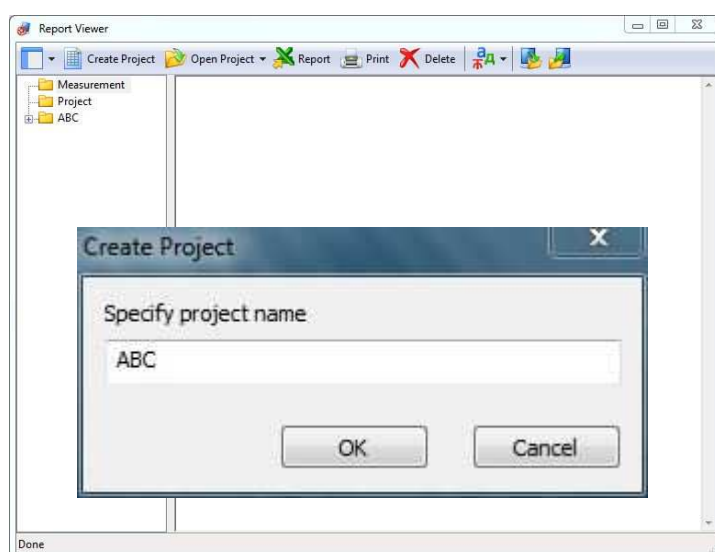 Report Viewer
Create Project Open Project Report Print Delete
Measurement
Project
ABC
Create Project
Specify project name
ABC
OK Cancel
Done